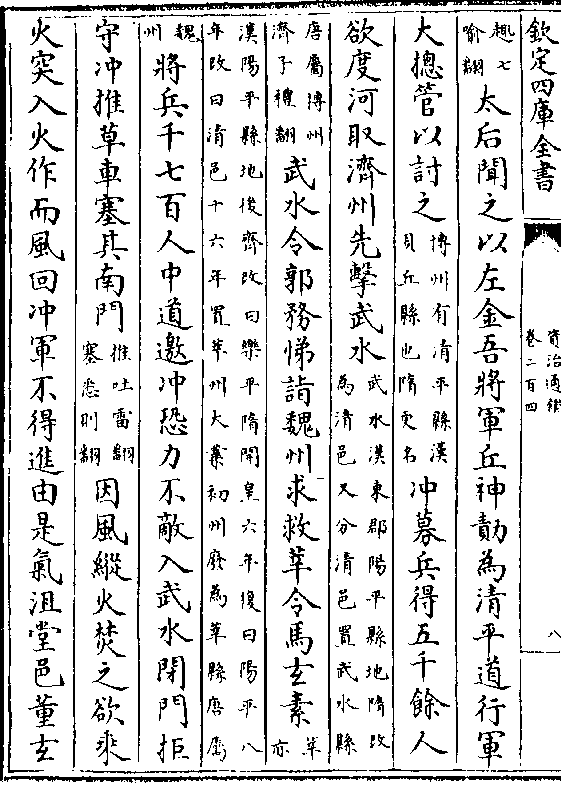 欽定四庫全書
資治通鑑
卷二百四
八
趣七
喻翻
太后聞之以左金吾將軍丘神勣為清平道行軍
大摠管以討之
博州有清平縣漢
貝丘縣也隋更名
冲募兵得五千餘人
欲度河取濟州先擊武水
武水漢東郡陽平縣地隋改
為清邑又分清邑置武水縣
唐屬博州
濟子禮翻
武水令郭務悌詣魏州求救莘令馬玄素
莘
亦
漢陽平縣地後齊改曰樂平隋開皇六年復曰陽平八
年改曰清邑十六年置莘州大業初州廢為莘縣唐屬
魏
州
將兵千七百人中道邀冲恐力不敵入武水閉門拒
守冲推草車塞其南門
推吐雷翻
塞悉則翻
因風縱火焚之欲乘
火突入火作而風回冲軍不得進由是氣沮堂邑董玄